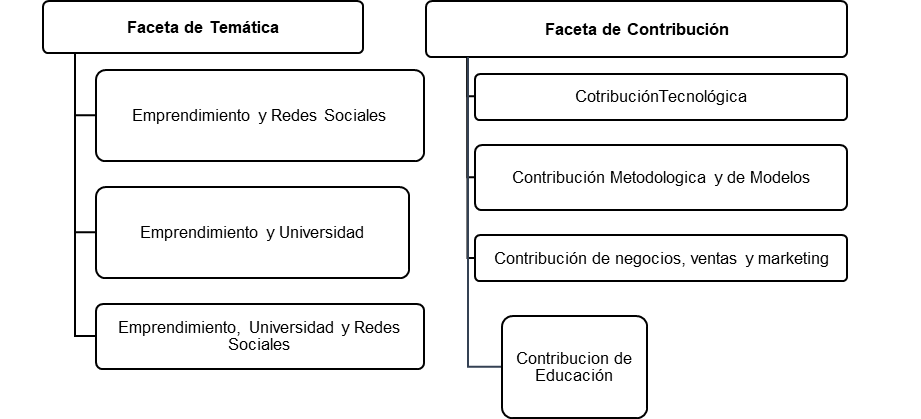 Faceta de Temática
Emprendimiento y Redes Sociales
Emprendimiento y Universidad
Emprendimiento, Universidad y Redes
Sociales
Faceta de Contribución
CotribuciónTecnológica
Contribución Metodologica y de Modelos
Contribución de negocios, ventas y marketing
Contribucion de
Educación